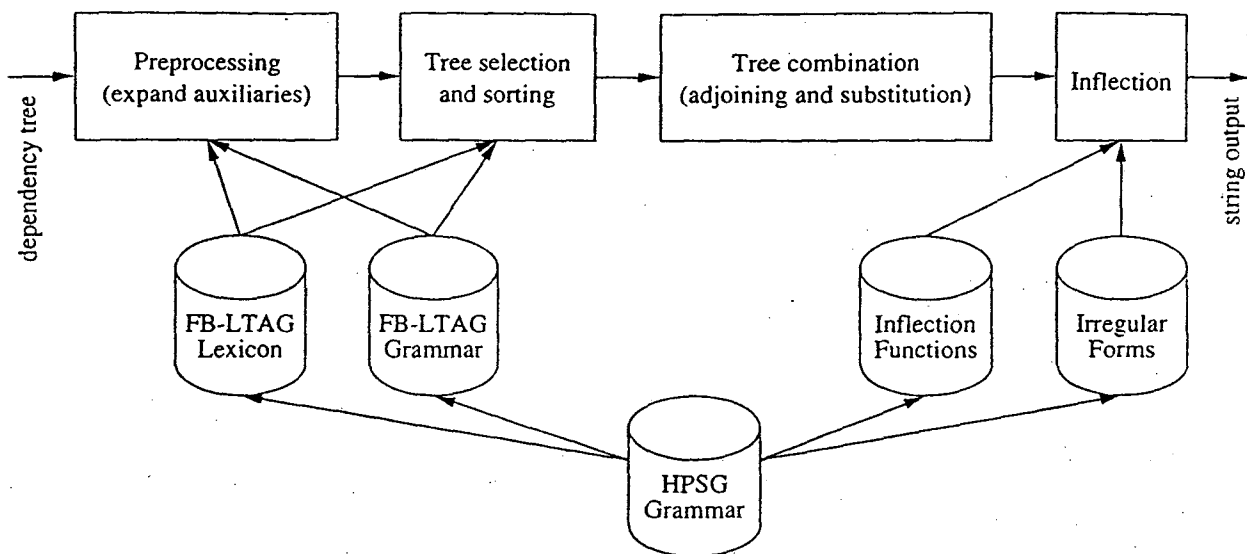 Preprocessing
(expand auxiliaries)
Tree selection
and sorting
Tree combination
(adjoining and substitution)
Inflection
dependency tree
string output
FB-LTAG
Lexicon
FB-LTAG
Grammar
Inflection
Functions
Irregular
Forms
HPSG
Grammar